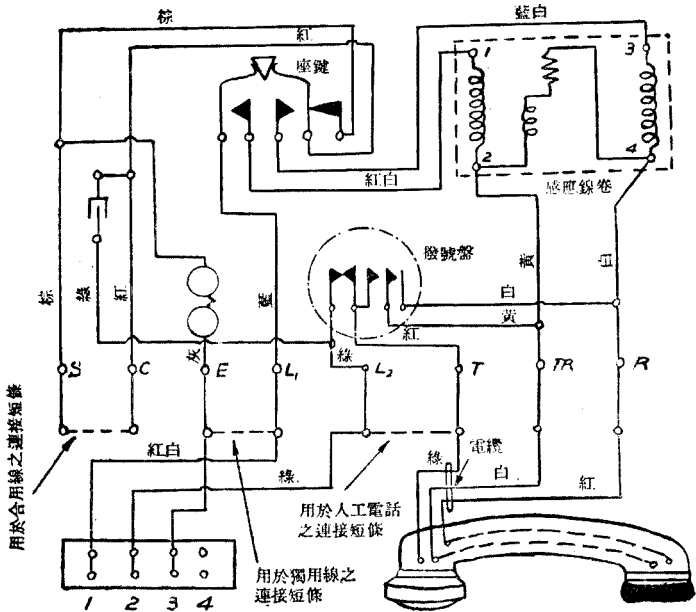 棕
紅
藍白
座鍵
1
3
2
4
紅白
感應線卷
發號盤
棕
綠
紅
藍
黃
白
白
黃
紅
灰
綠
S
C
E
L1
L2
T
TR
R
用於合用線之連接短條
紅白
綠
綠
電纜
白
紅
用於人工電話
之連接短條
用於獨用線之
連接短條
1 2 3 4